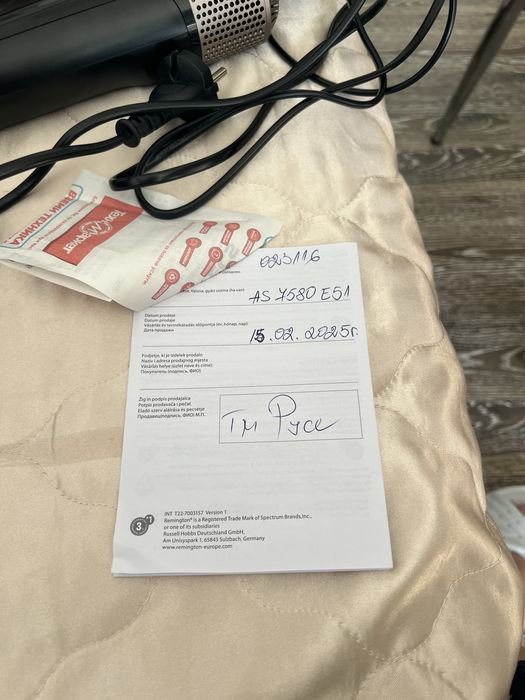 ВЗЕМИ ТЕХНИКА
ТехноМаркет
023116
AS 7580 E51
Datum prodeje
Datum prodaje
Vásárlás és termékátadás időpontja (év, hónap, nap)
Дата продажи
15.02.2025г.
Podjetje, ki je izdelek prodalo
Naziv i adresa prodajnog mjesta
Vásárlás helye (üzlet neve és címe):
Покупатель (подпись, ФИО)
Žig in podpis prodajalca
Potpis prodavača i pečat
Eladó szerv aláírása és pecsétje
Продавец(подпись, ФИО) М.П.
ТМ Русе
3
INT T22-7003157 Version 1
Remington® is a Registered Trade Mark of Spectrum Brands,Inc.,
or one of its subsidiaries
Russell Hobbs Deutschland GmbH,
Am Unisyspark 1, 65843 Sulzbach, Germany
www.remington-europe.com